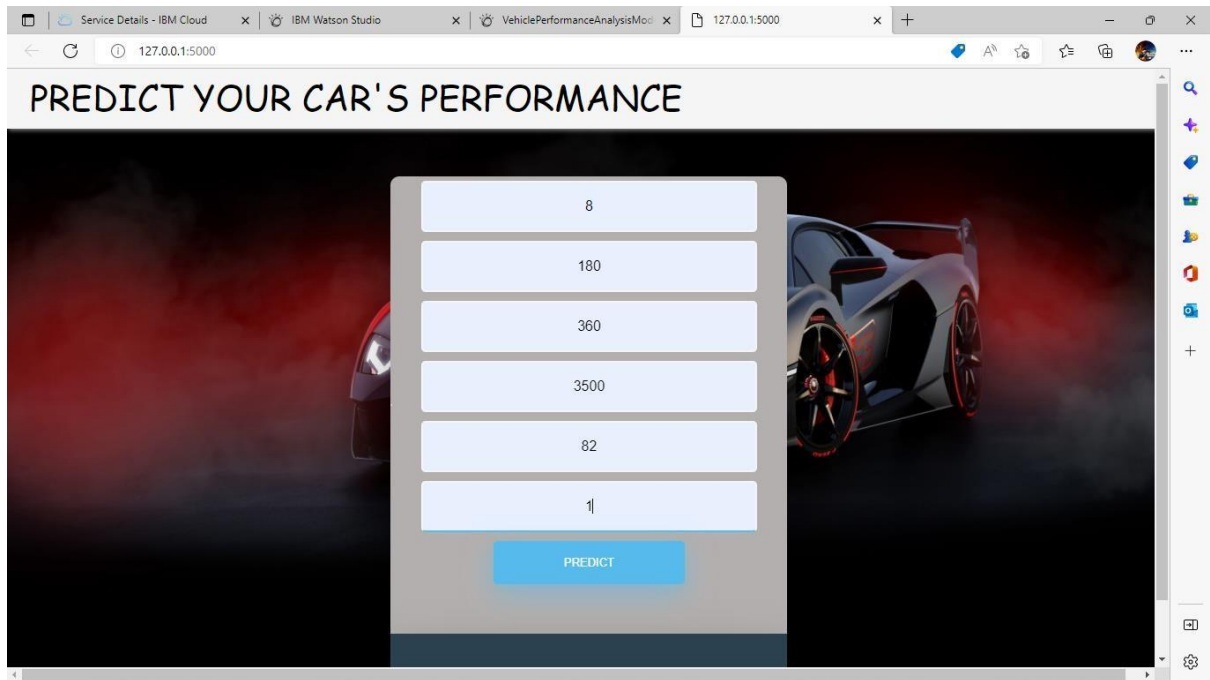 Service Details - IBM Cloud
IBM Watson Studio
VehiclePerformanceAnalysisMod
127.0.0.1:5000
127.0.0.1:5000
PREDICT YOUR CAR'S PERFORMANCE
8
180
360
3500
82
1
PREDICT